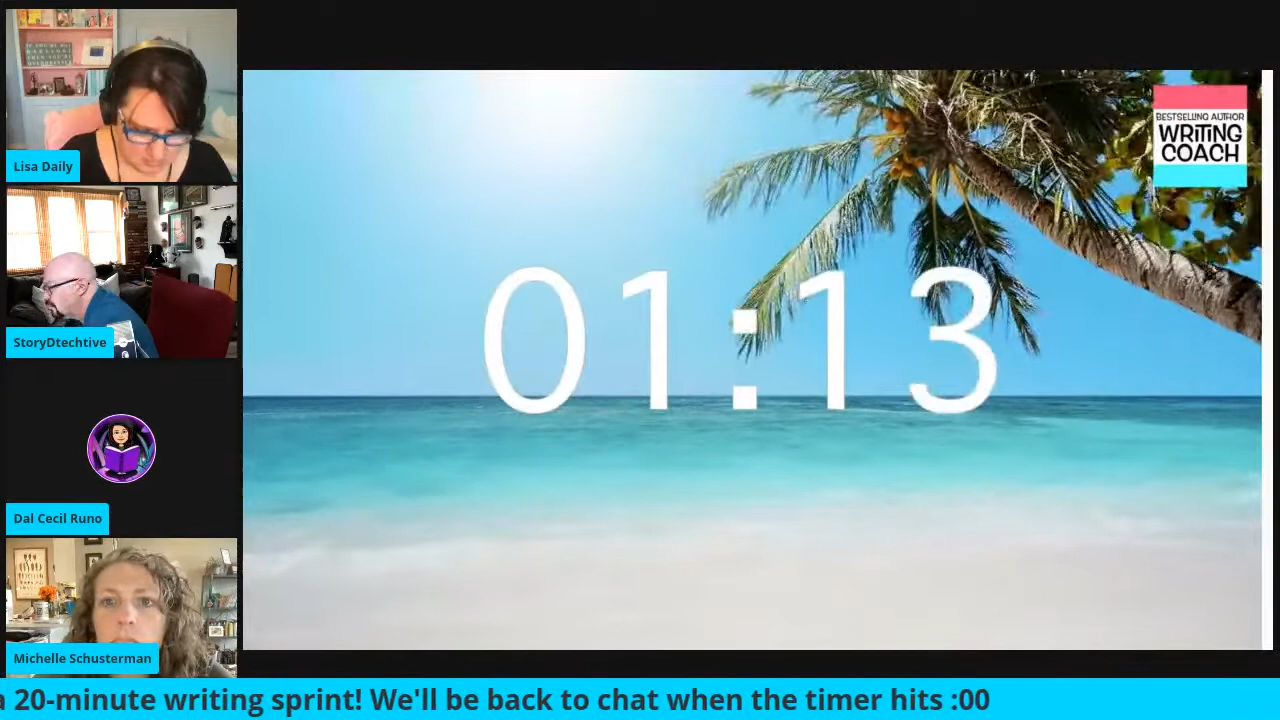 Lisa Daily
StoryDtechtive
Dal Cecil Runo
Michelle Schusterman
01:13
BESTSELLING AUTHOR
WRITING
COACH
a 20-minute writing sprint! We'll be back to chat when the timer hits :00